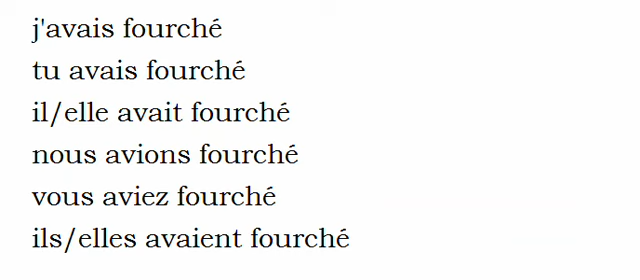 j'avais fourché
tu avais fourché
il/elle avait fourché
nous avions fourché
vous aviez fourché
ils/elles avaient fourché